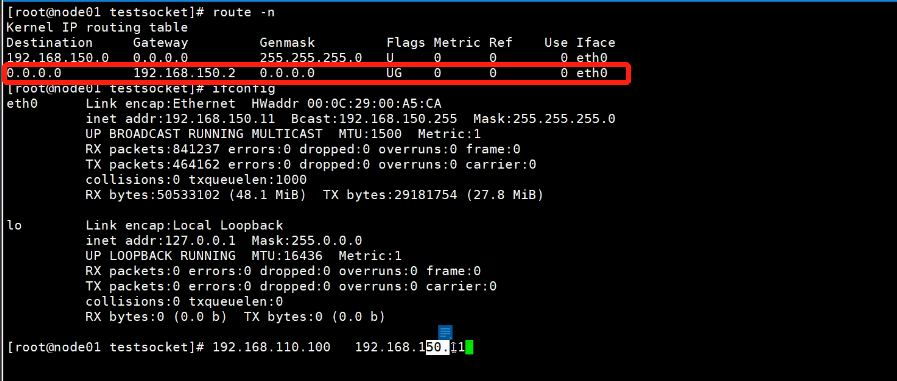 [root@node01 testsocket]# route -n
Kernel IP routing table
Destination     Gateway         Genmask         Flags Metric Ref    Use Iface
192.168.150.0   0.0.0.0         255.255.255.0   U     0      0        0 eth0
0.0.0.0         192.168.150.2   0.0.0.0         UG    0      0        0 eth0
[root@node01 testsocket]# ifconfig
eth0      Link encap:Ethernet  HWaddr 00:0C:29:00:A5:CA
          inet addr:192.168.150.11  Bcast:192.168.150.255  Mask:255.255.255.0
          UP BROADCAST RUNNING MULTICAST  MTU:1500  Metric:1
          RX packets:841237 errors:0 dropped:0 overruns:0 frame:0
          TX packets:464162 errors:0 dropped:0 overruns:0 carrier:0
          collisions:0 txqueuelen:1000
          RX bytes:50533102 (48.1 MiB)  TX bytes:29181754 (27.8 MiB)
lo        Link encap:Local Loopback
          inet addr:127.0.0.1  Mask:255.0.0.0
          UP LOOPBACK RUNNING  MTU:16436  Metric:1
          RX packets:0 errors:0 dropped:0 overruns:0 frame:0
          TX packets:0 errors:0 dropped:0 overruns:0 carrier:0
          collisions:0 txqueuelen:0
          RX bytes:0 (0.0 b)  TX bytes:0 (0.0 b)
[root@node01 testsocket]# 192.168.110.100   192.168.150.11